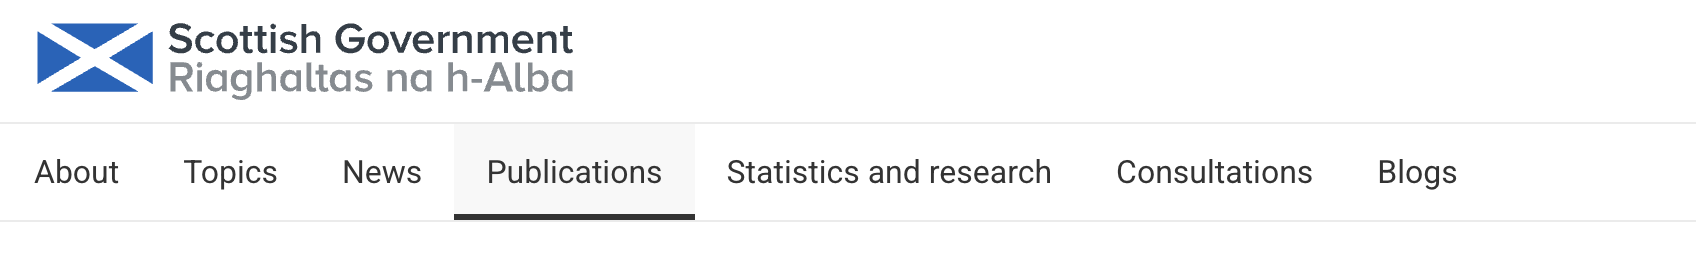 Scottish Government
Riaghaltas na h-Alba
About Topics News Publications Statistics and research Consultations Blogs